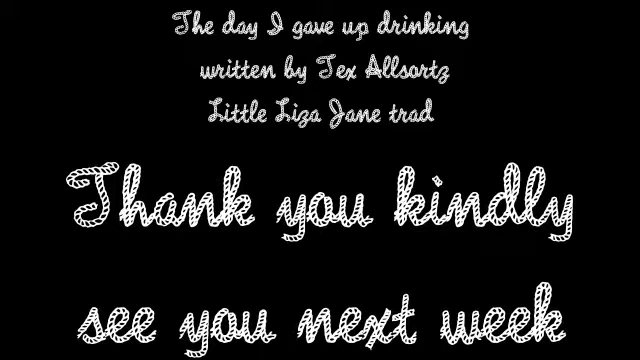 The day I gave up drinking
written by Tex Allsortz
Little Liza Jane trad
Thank you kindly
see you next week